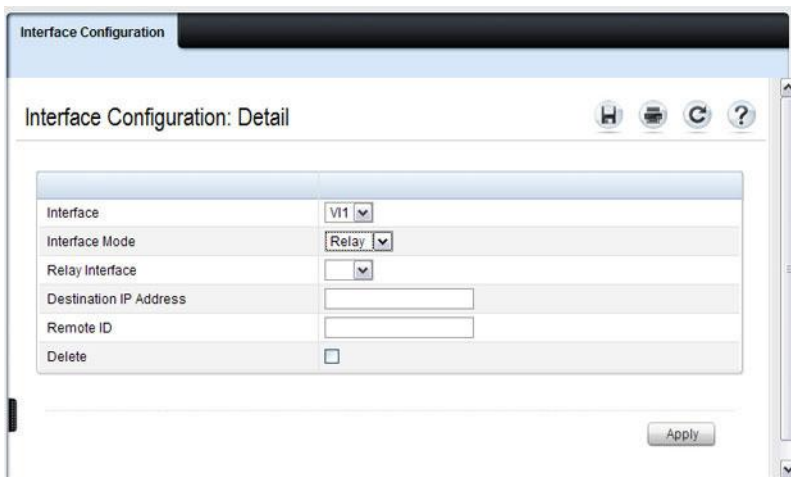 Interface Configuration
Interface Configuration: Detail
?
Interface VI1
Interface Mode Relay
Relay Interface
Destination IP Address
Remote ID
Delete
Apply